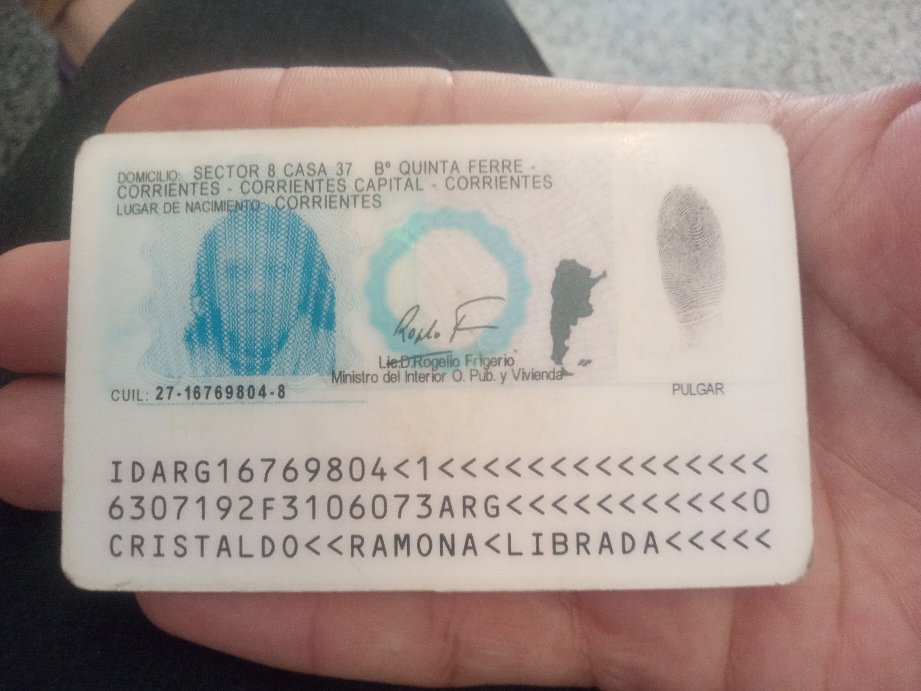 DOMICILIO: SECTOR 8 CASA 37 Bº QUINTA FERRE -
CORRIENTES - CORRIENTES CAPITAL - CORRIENTES
LUGAR DE NACIMIENTO: CORRIENTES
Lic.D.Rogelio Frigerio
Ministro del Interior O. Pub. y Vivienda
CUIL: 27-16769804-8
PULGAR
IDARG16769804<1<<<<<<<<<<<<<<<
6307192F3106073ARG<<<<<<<<<<<0
CRISTALDO<<RAMONA<LIBRADA<<<<<